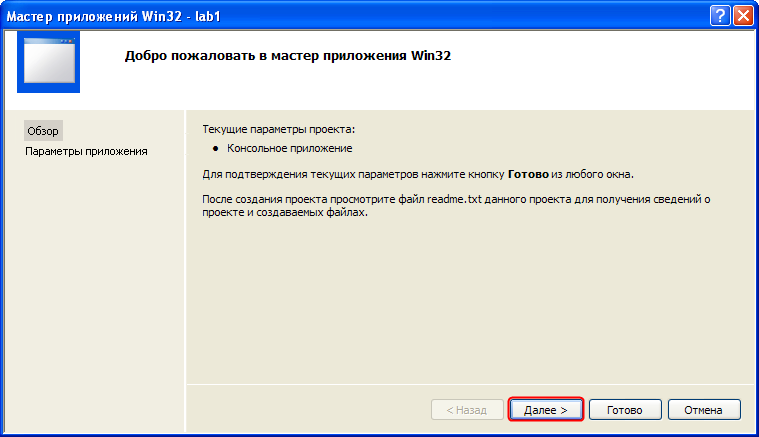 Мастер приложений Win32 - lab1
?
Добро пожаловать в мастер приложения Win32
Обзор
Параметры приложения
Текущие параметры проекта:
• Консольное приложение
Для подтверждения текущих параметров нажмите кнопку Готово из любого окна.
После создания проекта просмотрите файл readme.txt данного проекта для получения сведений о
проекте и создаваемых файлах.
< Назад
Далее >
Готово
Отмена